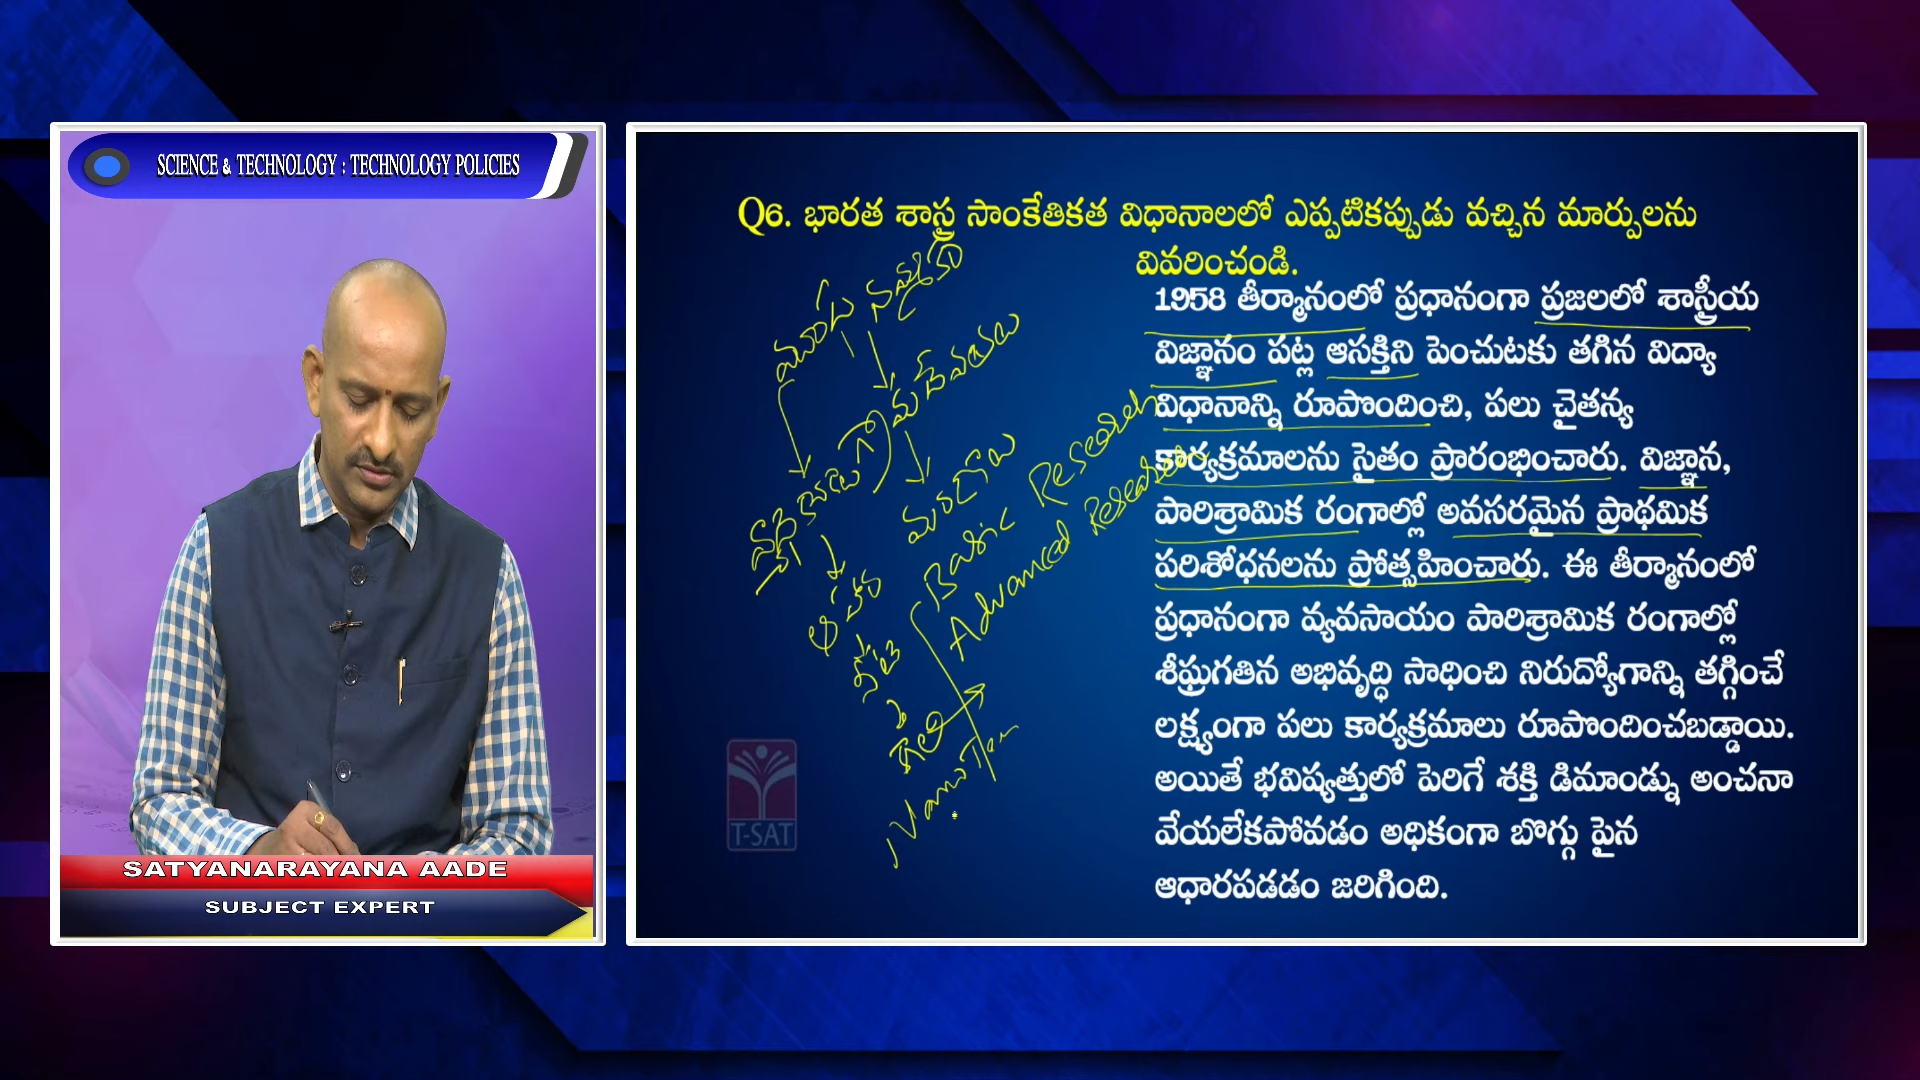 SCIENCE & TECHNOLOGY : TECHNOLOGY POLICIES
SATYANARAYANA AADE
SUBJECT EXPERT
Q6. భారత శాస్త్ర సాంకేతికత విధానాలలో ఎప్పటికప్పుడు వచ్చిన మార్పులను
వివరించండి.
1958 తీర్మానంలో ప్రధానంగా ప్రజలలో శాస్త్రీయ
విజ్ఞానం పట్ల ఆసక్తిని పెంచుటకు తగిన విద్యా
విధానాన్ని రూపొందించి, పలు చైతన్య
కార్యక్రమాలను సైతం ప్రారంభించారు. విజ్ఞాన,
పారిశ్రామిక రంగాల్లో అవసరమైన ప్రాథమిక
పరిశోధనలను ప్రోత్సహించారు. ఈ తీర్మానంలో
ప్రధానంగా వ్యవసాయం పారిశ్రామిక రంగాల్లో
శీఘ్రగతిన అభివృద్ధి సాధించి నిరుద్యోగాన్ని తగ్గించే
లక్ష్యంగా పలు కార్యక్రమాలు రూపొందించబడ్డాయి.
అయితే భవిష్యత్తులో పెరిగే శక్తి డిమాండ్ను అంచనా
వేయలేకపోవడం అధికంగా బొగ్గు పైన
ఆధారపడడం జరిగింది.
మూఢ
గ్రామ దేవతలు
Basic Research
Advanced Research
T-SAT